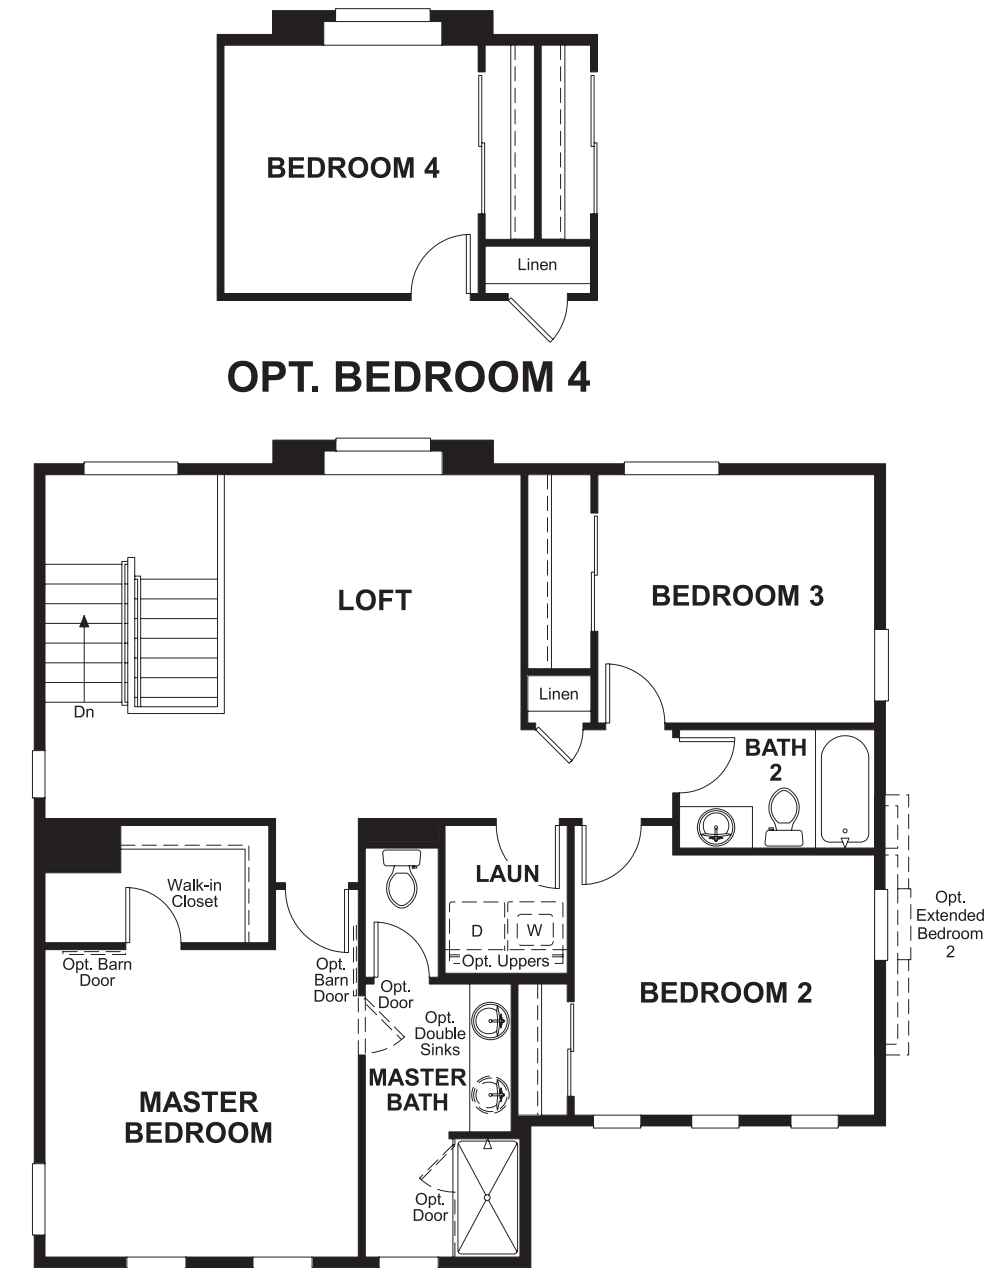 BEDROOM 4
Linen
OPT. BEDROOM 4
LOFT
BEDROOM 3
Dn
Linen
BATH
2
Walk-in
Closet
LAUN
D
W
Opt. Uppers
Opt. Barn
Door
Opt.
Barn
Door
Opt.
Door
Opt.
Double
Sinks
Opt.
Extended
Bedroom
2
BEDROOM 2
MASTER
BATH
MASTER
BEDROOM
Opt.
Door